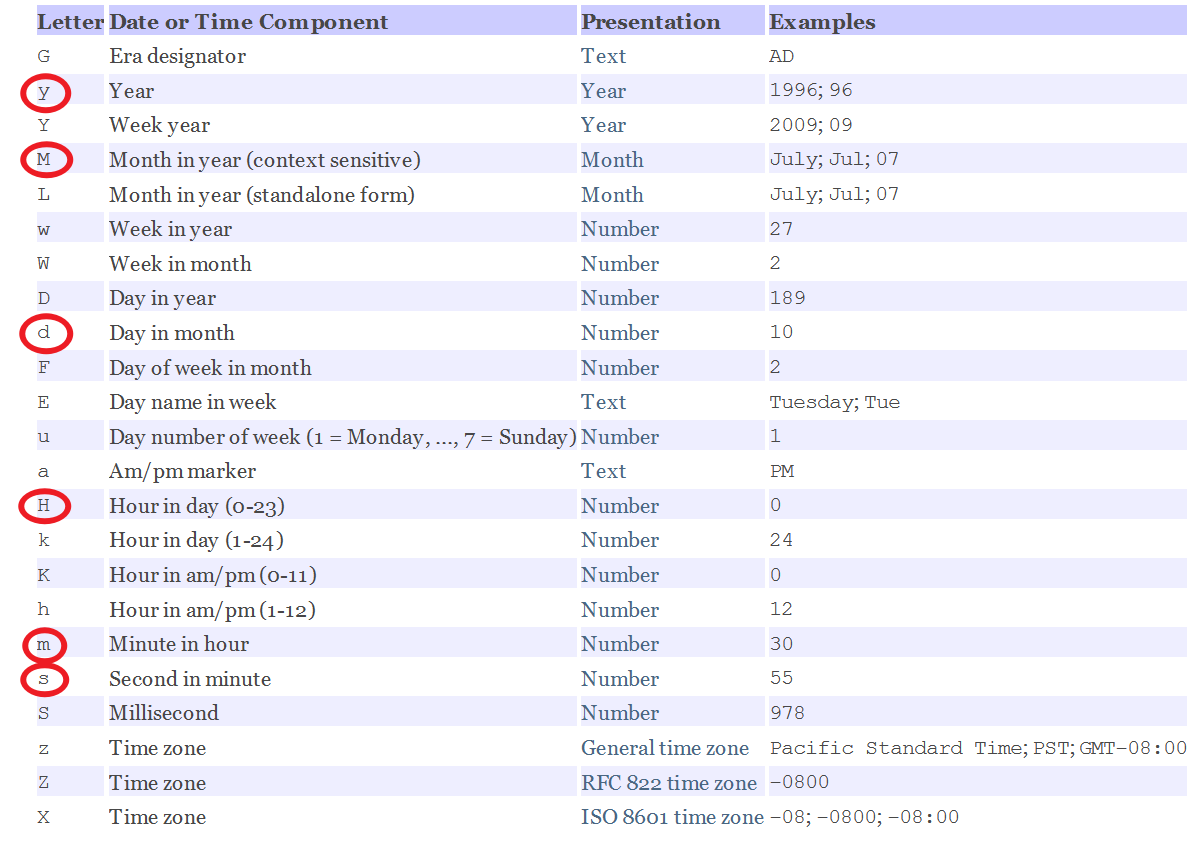 Letter Date or Time Component Presentation Examples
G Era designator Text AD
y Year Year 1996; 96
Y Week year Year 2009; 09
M Month in year (context sensitive) Month July; Jul; 07
L Month in year (standalone form) Month July; Jul; 07
w Week in year Number 27
W Week in month Number 2
D Day in year Number 189
d Day in month Number 10
F Day of week in month Number 2
E Day name in week Text Tuesday; Tue
u Day number of week (1 = Monday, ..., 7 = Sunday) Number 1
a Am/pm marker Text PM
H Hour in day (0-23) Number 0
k Hour in day (1-24) Number 24
K Hour in am/pm (0-11) Number 0
h Hour in am/pm (1-12) Number 12
m Minute in hour Number 30
s Second in minute Number 55
S Millisecond Number 978
z Time zone General time zone Pacific Standard Time; PST; GMT-08:00
Z Time zone RFC 822 time zone -0800
X Time zone ISO 8601 time zone -08; -0800; -08:00